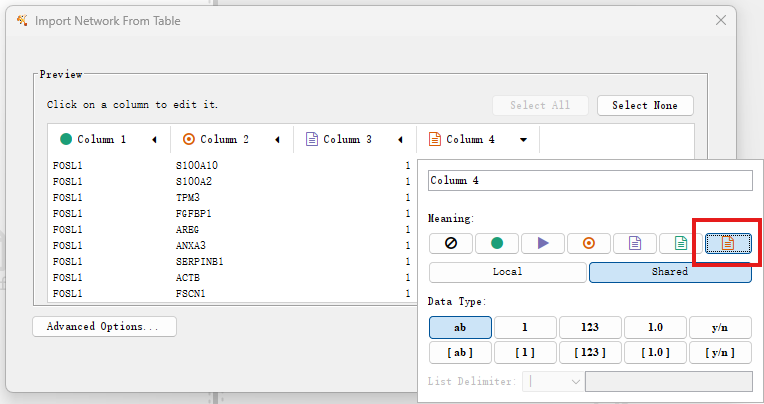 Import Network From Table
Preview
Click on a column to edit it.
Select All
Select None
Column 1
Column 2
Column 3
Column 4
FOSL1 S100A10 1
FOSL1 S100A2 1
FOSL1 TPM3 1
FOSL1 FGFBP1 1
FOSL1 AREG 1
FOSL1 ANXA3 1
FOSL1 SERPINB1 1
FOSL1 ACTB 1
FOSL1 FSCN1 1
Advanced Options...
Column 4
Meaning:
Local
Shared
Data Type:
ab 1 123 1.0 y/n
[ ab ] [ 1 ] [ 123 ] [ 1.0 ] [ y/n ]
List Delimiter: |